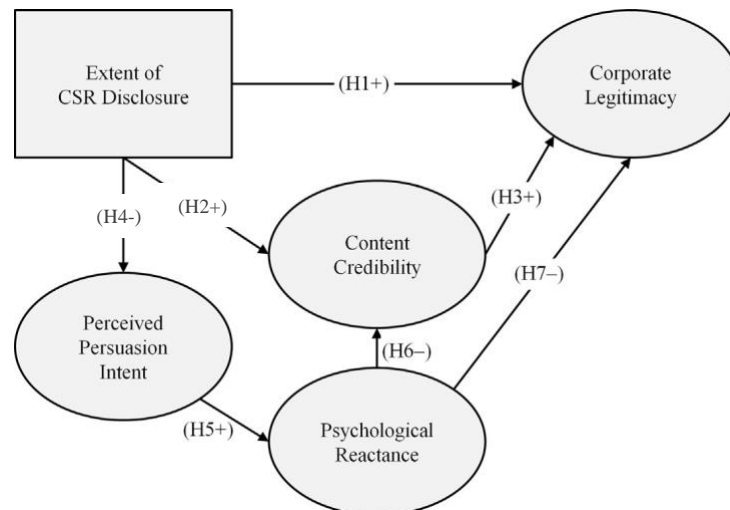 Extent of
CSR Disclosure
Corporate
Legitimacy
(H1+)
(H4-)
(H2+)
(H3+)
Content
Credibility
(H7–)
Perceived
Persuasion
Intent
(H6–)
(H5+)
Psychological
Reactance